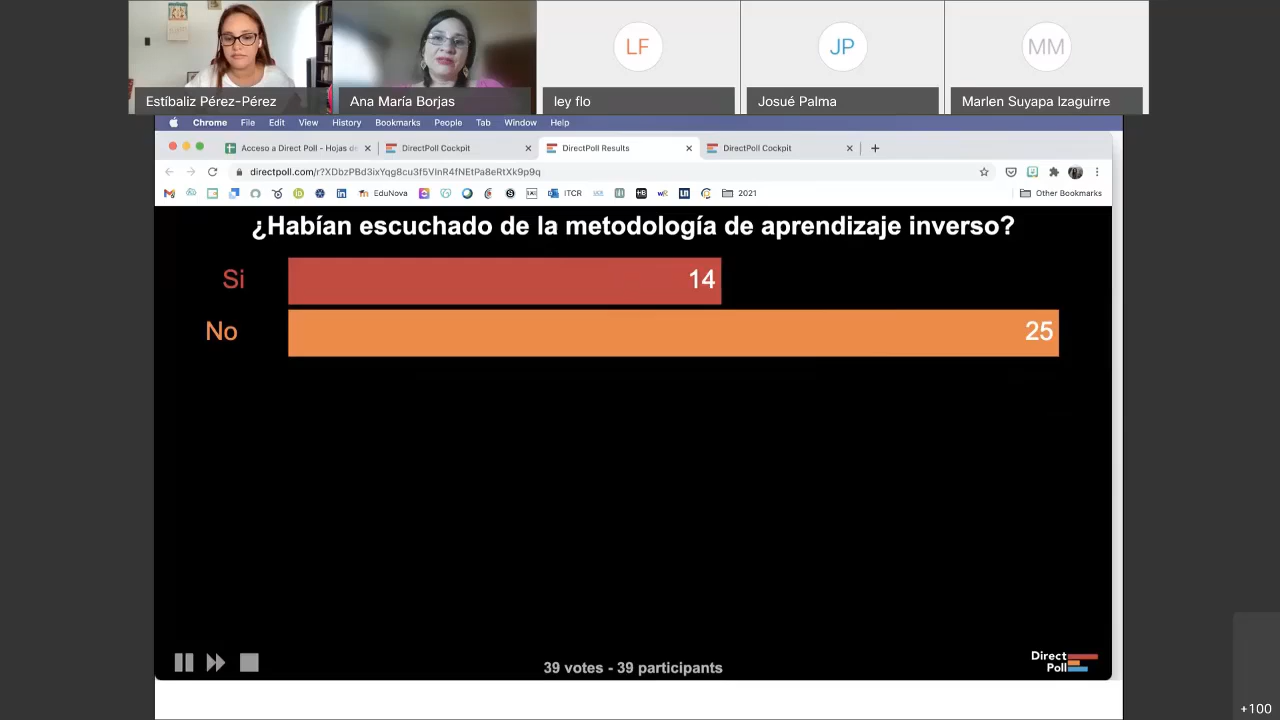 LF
JP
MM
Estíbaliz Pérez-Pérez
Ana María Borjas
ley flo
Josué Palma
Marlen Suyapa Izaguirre
Chrome File Edit View History Bookmarks People Tab Window Help
Acceso a Direct Poll - Hojas de
DirectPoll Cockpit
DirectPoll Results
DirectPoll Cockpit
EduNova
ITCR
2021
Other Bookmarks
¿Habían escuchado de la metodología de aprendizaje inverso?
Si 14
No 25
39 votes - 39 participants
Direct
Poll
+100